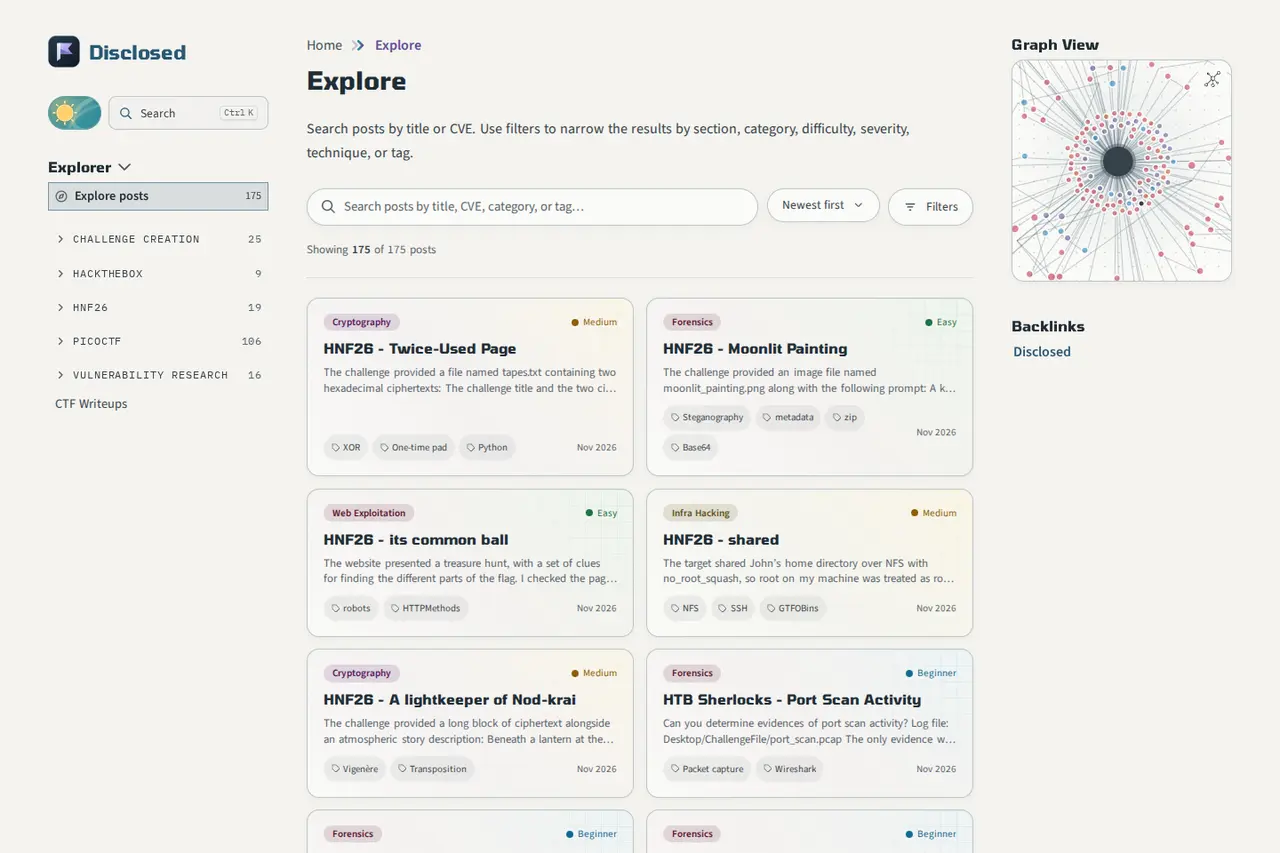 Disclosed
Search
Ctrl K
Explorer
Explore posts 175
CHALLENGE CREATION 25
HACKTHEBOX 9
HNF26 19
PICOCTF 106
VULNERABILITY RESEARCH 16
CTF Writeups
Home Explore
Explore
Search posts by title or CVE. Use filters to narrow the results by section, category, difficulty, severity,
technique, or tag.
Search posts by title, CVE, category, or tag...
Newest first
Filters
Showing 175 of 175 posts
Cryptography Medium
HNF26 - Twice-Used Page
The challenge provided a file named tapes.txt containing two
hexadecimal ciphertexts: The challenge title and the two ci...
XOR One-time pad Python Nov 2026
Forensics Easy
HNF26 - Moonlit Painting
The challenge provided an image file named
moonlit_painting.png along with the following prompt: A k...
Steganography metadata zip
Base64
Nov 2026
Web Exploitation Easy
HNF26 - its common ball
The website presented a treasure hunt, with a set of clues
for finding the different parts of the flag. I checked the pag...
robots HTTPMethods Nov 2026
Infra Hacking Medium
HNF26 - shared
The target shared John's home directory over NFS with
no_root_squash, so root on my machine was treated as ro...
NFS SSH GTFOBins Nov 2026
Cryptography Medium
HNF26 - A lightkeeper of Nod-krai
The challenge provided a long block of ciphertext alongside
an atmospheric story description: Beneath a lantern at the...
Vigenère Transposition Nov 2026
Forensics Beginner
HTB Sherlocks - Port Scan Activity
Can you determine evidences of port scan activity? Log file:
Desktop/ChallengeFile/port_scan.pcap The only evidence w...
Packet capture Wireshark Nov 2026
Forensics Beginner
Forensics Beginner
Graph View
Backlinks
Disclosed